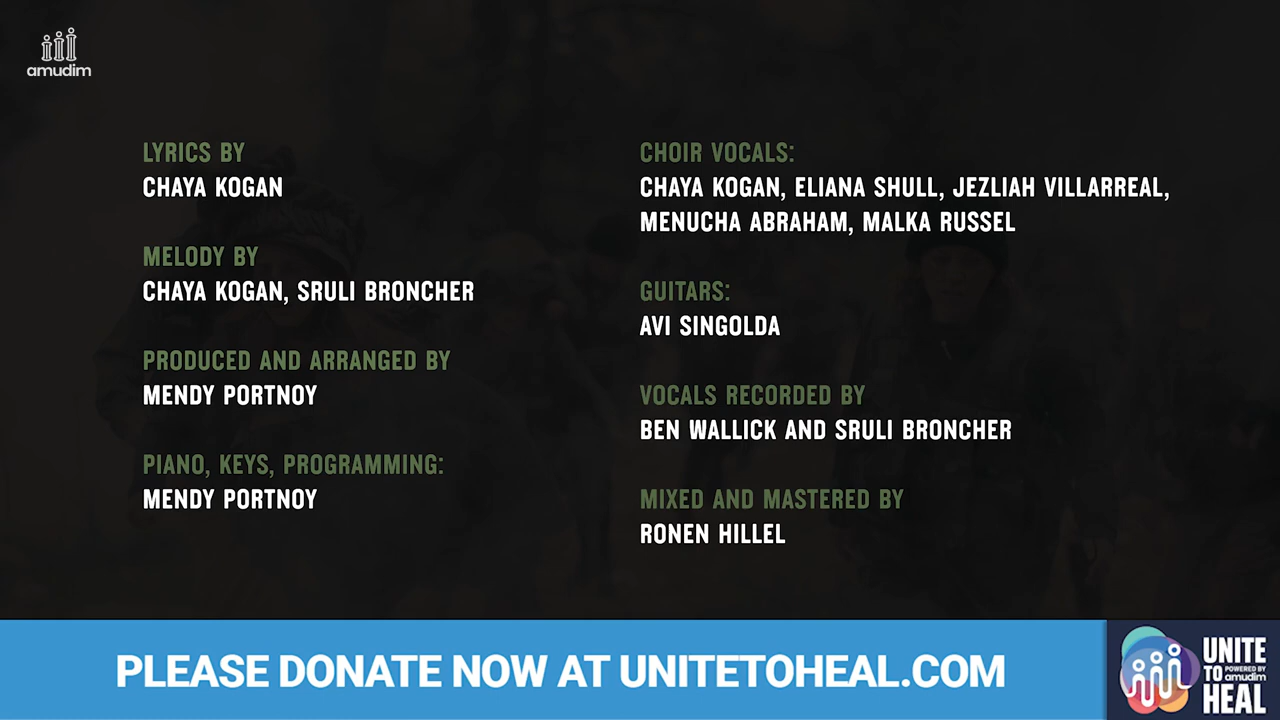 amudim
LYRICS BY
CHAYA KOGAN
MELODY BY
CHAYA KOGAN, SRULI BRONCHER
PRODUCED AND ARRANGED BY
MENDY PORTNOY
PIANO, KEYS, PROGRAMMING:
MENDY PORTNOY
CHOIR VOCALS:
CHAYA KOGAN, ELIANA SHULL, JEZLIAH VILLARREAL,
MENUCHA ABRAHAM, MALKA RUSSEL
GUITARS:
AVI SINGOLDA
VOCALS RECORDED BY
BEN WALLICK AND SRULI BRONCHER
MIXED AND MASTERED BY
RONEN HILLEL
PLEASE DONATE NOW AT UNITETOHEAL.COM
UNITE
TO POWERED BY amudim
HEAL